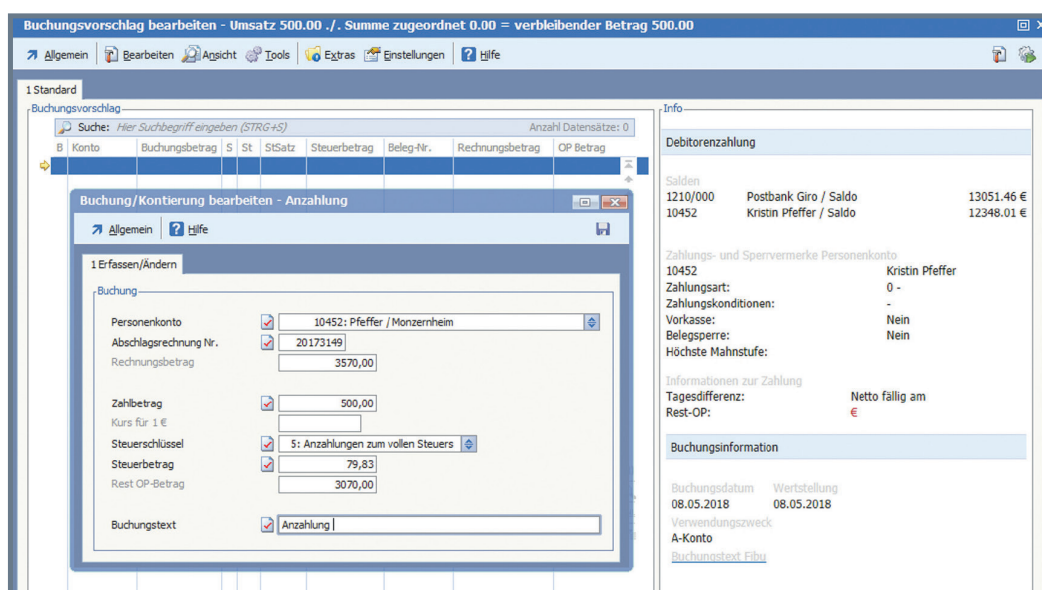 Buchungsvorschlag bearbeiten - Umsatz 500.00 ./. Summe zugeordnet 0.00 = verbleibender Betrag 500.00
Allgemein Bearbeiten Ansicht Tools Extras Einstellungen Hilfe
1 Standard
Buchungsvorschlag
Suche: Hier Suchbegriff eingeben (STRG+S) Anzahl Datensätze: 0
B Konto Buchungsbetrag S St StSatz Steuerbetrag Beleg-Nr. Rechnungsbetrag OP Betrag
Buchung/Kontierung bearbeiten - Anzahlung
Allgemein Hilfe
1 Erfassen/Ändern
Buchung
Personenkonto 10452: Pfeffer / Monzernheim
Abschlagsrechnung Nr. 20173149
Rechnungsbetrag 3570,00
Zahlbetrag 500,00
Kurs für 1 €
Steuerschlüssel 5: Anzahlungen zum vollen Steuers
Steuerbetrag 79,83
Rest OP-Betrag 3070,00
Buchungstext Anzahlung
Info
Debitorenzahlung
Salden
1210/000 Postbank Giro / Saldo 13051.46 €
10452 Kristin Pfeffer / Saldo 12348.01 €
Zahlungs- und Sperrvermerke Personenkonto
10452 Kristin Pfeffer
Zahlungsart: 0 -
Zahlungskonditionen: -
Vorkasse: Nein
Belegsperre: Nein
Höchste Mahnstufe:
Informationen zur Zahlung
Tagesdifferenz: Netto fällig am
Rest-OP: €
Buchungsinformation
Buchungsdatum Wertstellung
08.05.2018 08.05.2018
Verwendungszweck
A-Konto
Buchungstext Fibu